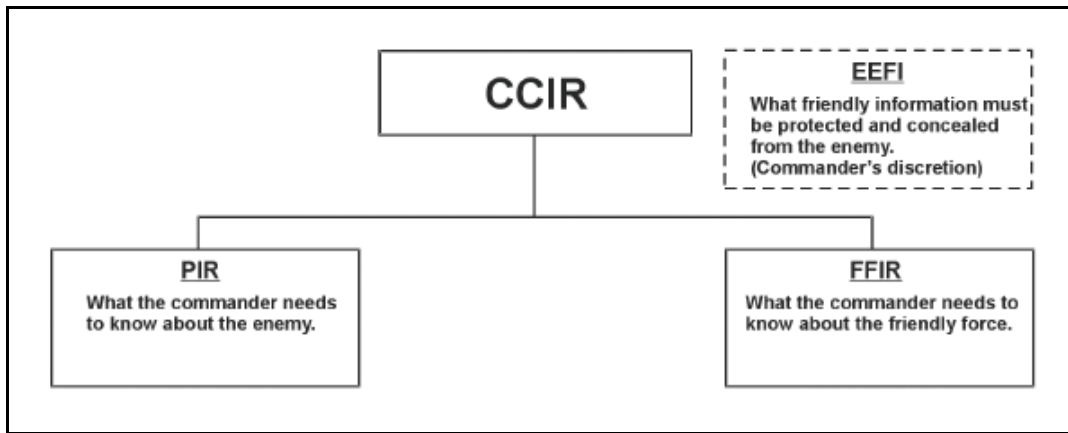 CCIR
EEFI
What friendly information must
be protected and concealed
from the enemy.
(Commander's discretion)
PIR
What the commander needs
to know about the enemy.
FFIR
What the commander needs to
know about the friendly force.